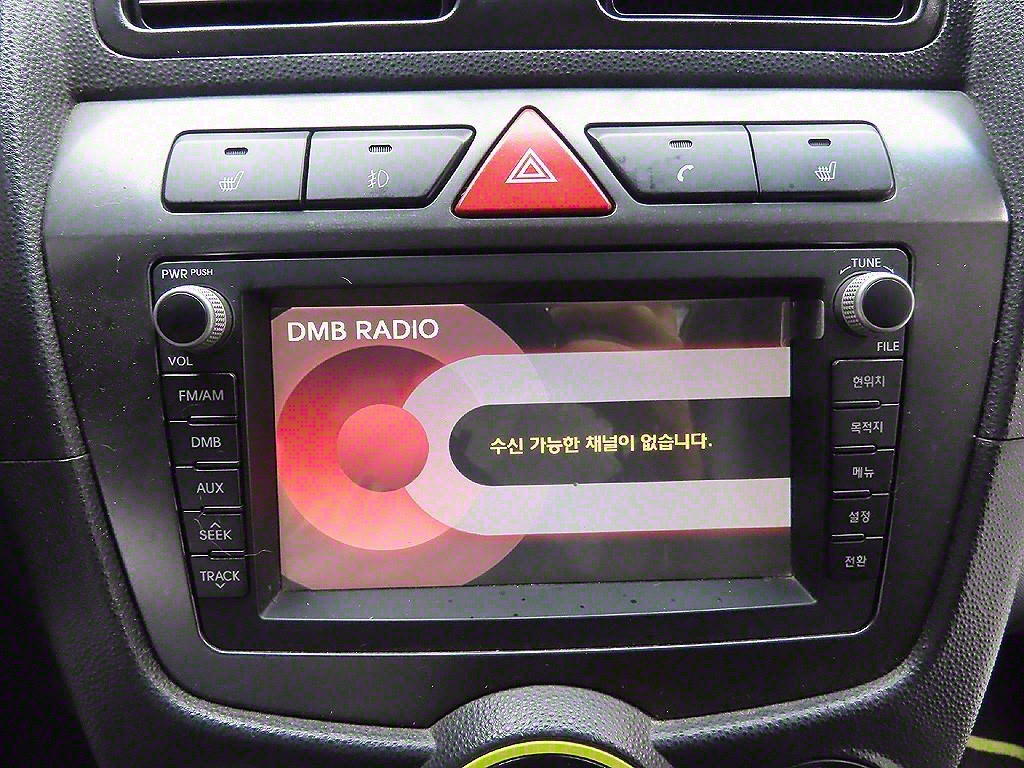 PWR PUSH
VOL
FM/AM
DMB
AUX
SEEK
TRACK
DMB RADIO
수신 가능한 채널이 없습니다.
TUNE
FILE
현위치
목적지
메뉴
설정
전환